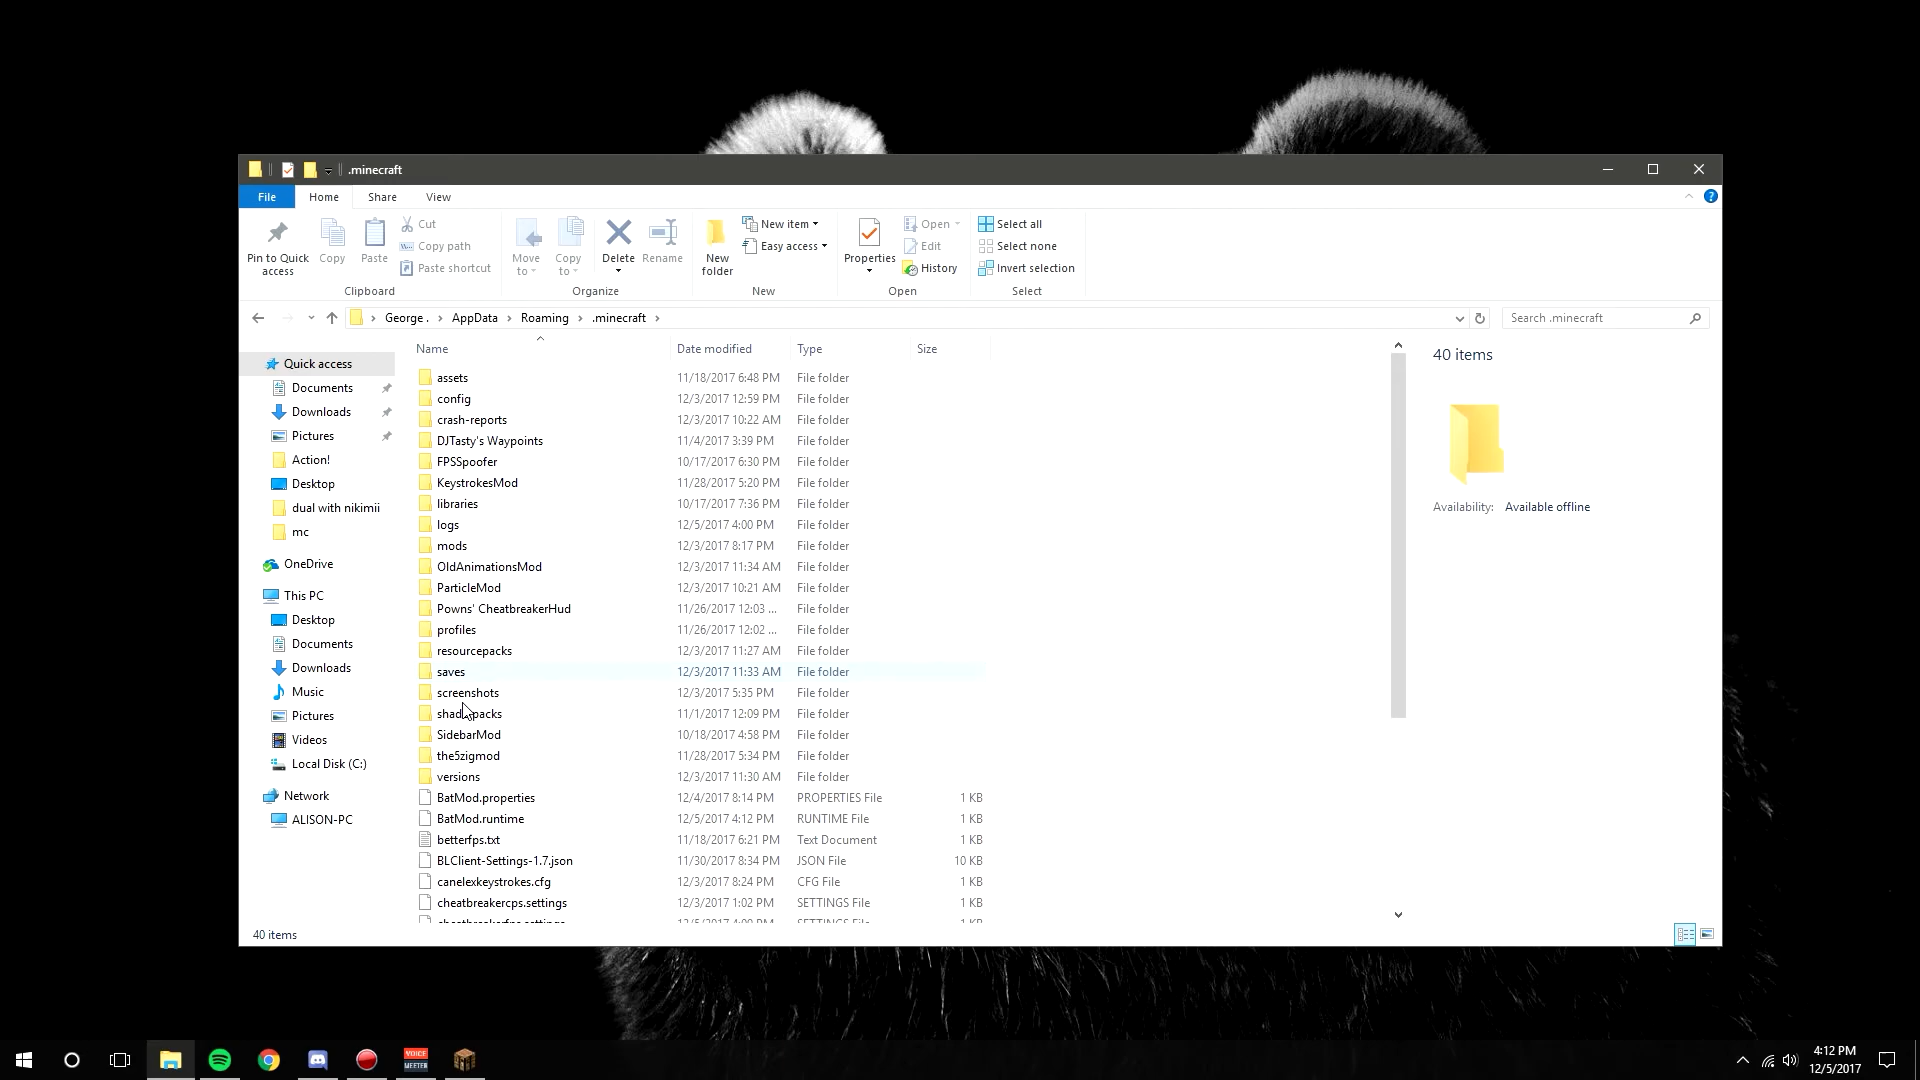 .minecraft
File Home Share View
Pin to Quick access
Copy
Paste
Cut
Copy path
Paste shortcut
Clipboard
Move to
Copy to
Delete
Rename
Organize
New folder
New item
Easy access
New
Properties
Open
Edit
History
Open
Select all
Select none
Invert selection
Select
George . AppData Roaming .minecraft
Search .minecraft
Quick access
Documents
Downloads
Pictures
Action!
Desktop
dual with nikimii
mc
OneDrive
This PC
Desktop
Documents
Downloads
Music
Pictures
Videos
Local Disk (C:)
Network
ALISON-PC
Name Date modified Type Size
assets 11/18/2017 6:48 PM File folder
config 12/3/2017 12:59 PM File folder
crash-reports 12/3/2017 10:22 AM File folder
DJTasty's Waypoints 11/4/2017 3:39 PM File folder
FPSSpoofer 10/17/2017 6:30 PM File folder
KeystrokesMod 11/28/2017 5:20 PM File folder
libraries 10/17/2017 7:36 PM File folder
logs 12/5/2017 4:00 PM File folder
mods 12/3/2017 8:17 PM File folder
OldAnimationsMod 12/3/2017 11:34 AM File folder
ParticleMod 12/3/2017 10:21 AM File folder
Powns' CheatbreakerHud 11/26/2017 12:03 ... File folder
profiles 11/26/2017 12:02 ... File folder
resourcepacks 12/3/2017 11:27 AM File folder
saves 12/3/2017 11:33 AM File folder
screenshots 12/3/2017 5:35 PM File folder
shaderpacks 11/1/2017 12:09 PM File folder
SidebarMod 10/18/2017 4:58 PM File folder
the5zigmod 11/28/2017 5:34 PM File folder
versions 12/3/2017 11:30 AM File folder
BatMod.properties 12/4/2017 8:14 PM PROPERTIES File 1 KB
BatMod.runtime 12/5/2017 4:12 PM RUNTIME File 1 KB
betterfps.txt 11/18/2017 6:21 PM Text Document 1 KB
BLClient-Settings-1.7.json 11/30/2017 8:34 PM JSON File 10 KB
canelexkeystrokes.cfg 12/3/2017 8:24 PM CFG File 1 KB
cheatbreakercps.settings 12/3/2017 1:02 PM SETTINGS File 1 KB
cheatbreakerfps.settings 12/5/2017 4:00 PM SETTINGS File 1 KB
40 items
Availability: Available offline
40 items
VOICE
MEETER
4:12 PM
12/5/2017